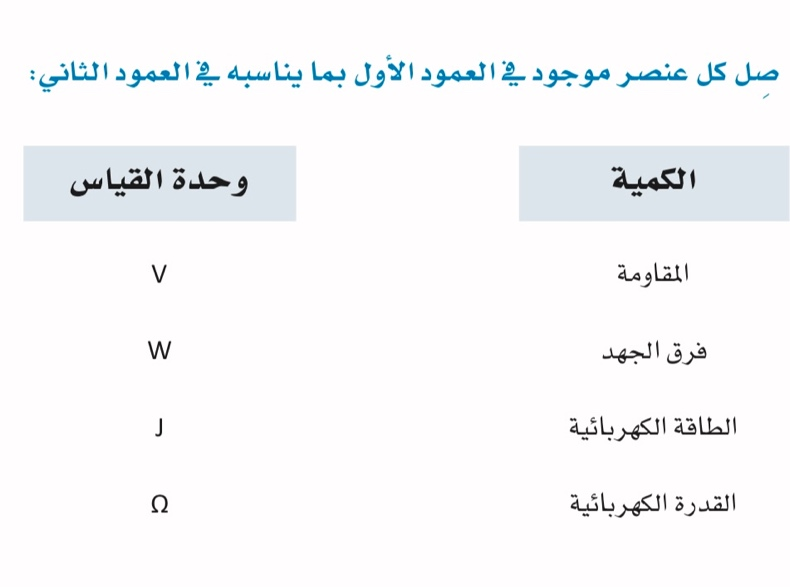 صِل كل عنصر موجود في العمود الأول بما يناسبه في العمود الثاني:
الكمية وحدة القياس
المقاومة V
فرق الجهد W
الطاقة الكهربائية J
القدرة الكهربائية Ω